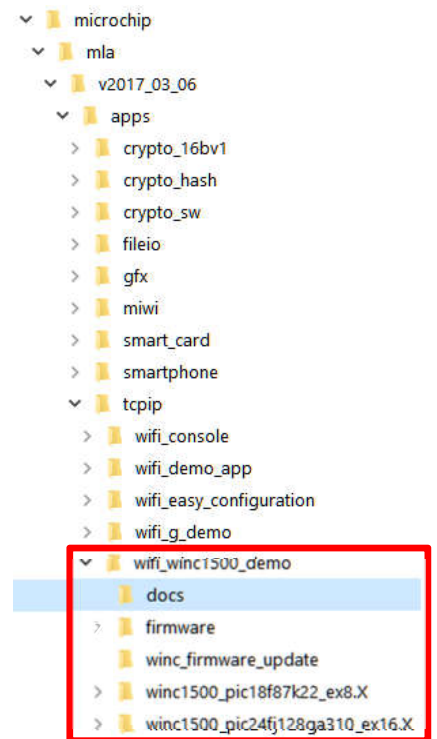 microchip
mla
v2017_03_06
apps
crypto_16bv1
crypto_hash
crypto_sw
fileio
gfx
miwi
smart_card
smartphone
tcpip
wifi_console
wifi_demo_app
wifi_easy_configuration
wifi_g_demo
wifi_winc1500_demo
docs
firmware
winc_firmware_update
winc1500_pic18f87k22_ex8.X
winc1500_pic24fj128ga310_ex16.X